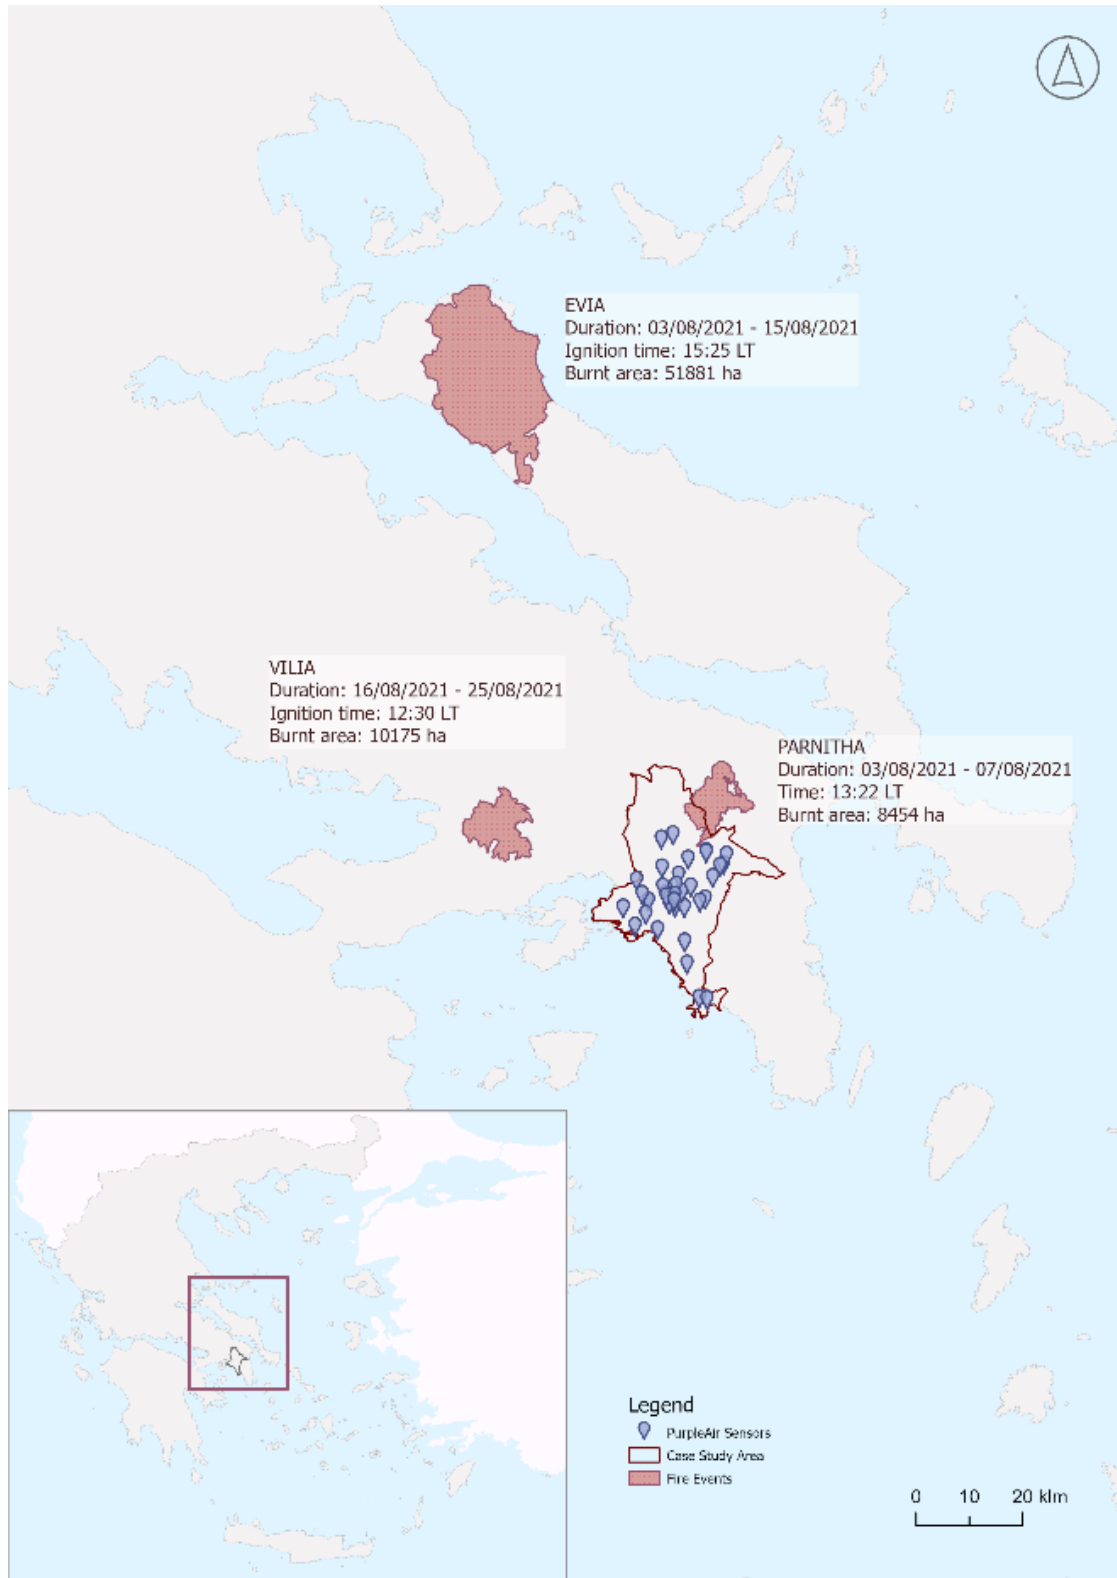 EVIA
Duration: 03/08/2021 - 15/08/2021
Ignition time: 15:25 LT
Burnt area: 51881 ha
VILIA
Duration: 16/08/2021 - 25/08/2021
Ignition time: 12:30 LT
Burnt area: 10175 ha
PARNITHA
Duration: 03/08/2021 - 07/08/2021
Time: 13:22 LT
Burnt area: 8454 ha
Legend
PurpleAir Sensors
Case Study Area
Fire Events
0 10 20 klm